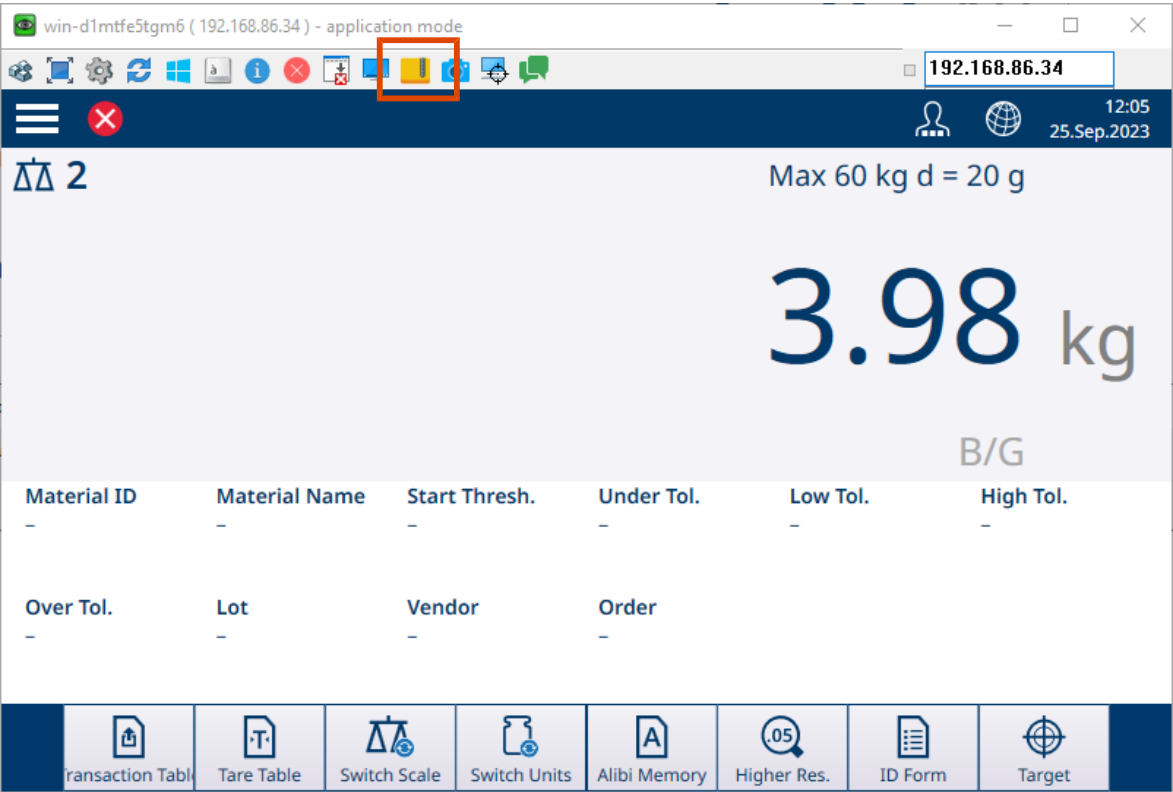 win-d1mtfe5tgm6 ( 192.168.86.34 ) - application mode
192.168.86.34
12:05
25.Sep.2023
2
Max 60 kg d = 20 g
3.98 kg
B/G
Material ID Material Name Start Thresh. Under Tol. Low Tol. High Tol.
– – – – – –
Over Tol. Lot Vendor Order
– – – –
T A .05
ransaction Tabl Tare Table Switch Scale Switch Units Alibi Memory Higher Res. ID Form Target